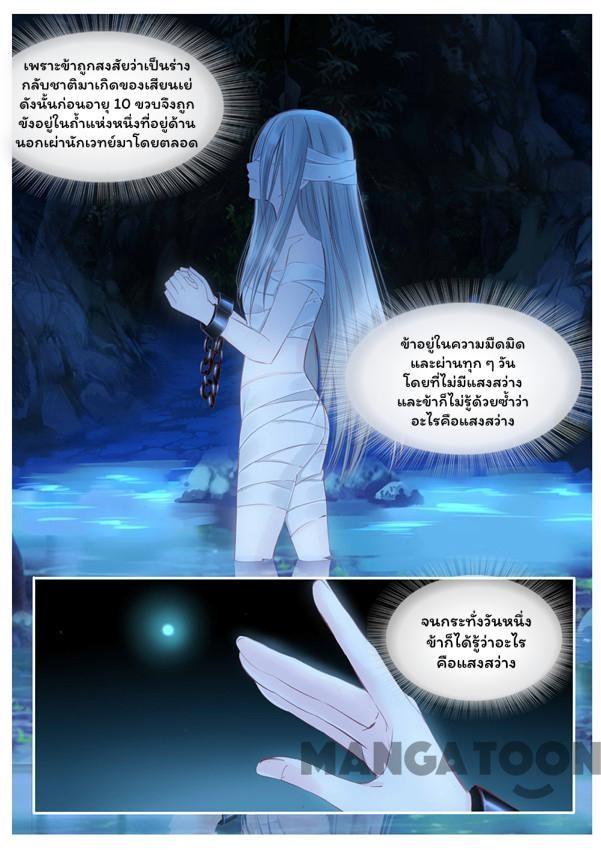 เพราะข้าถูกสงสัยว่าเป็นร่าง
กลับชาติมาเกิดของเสียนเย่
ดังนั้นก่อนอายุ 10 ขวบจึงถูก
ขังอยู่ในถ้ำแห่งหนึ่งที่อยู่ด้าน
นอกเผ่านักเวทย์มาโดยตลอด
ข้าอยู่ในความมืดมิด
และผ่านทุก ๆ วัน
โดยที่ไม่มีแสงสว่าง
และข้าก็ไม่รู้ด้วยซ้ำว่า
อะไรคือแสงสว่าง
จนกระทั่งวันหนึ่ง
ข้าก็ได้รู้ว่าอะไร
คือแสงสว่าง
MANGATOON